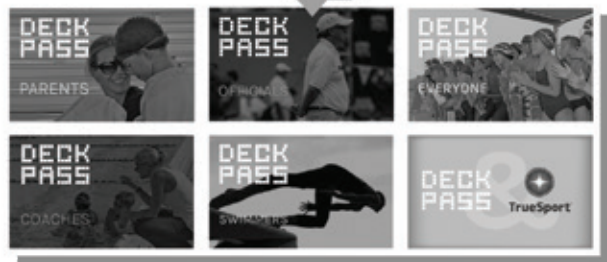 DECK
PASS
PARENTS
DECK
PASS
OFFICIALS
DECK
PASS
EVERYONE
DECK
PASS
COACHES
DECK
PASS
SWIMMERS
DECK
PASS
&
TrueSport